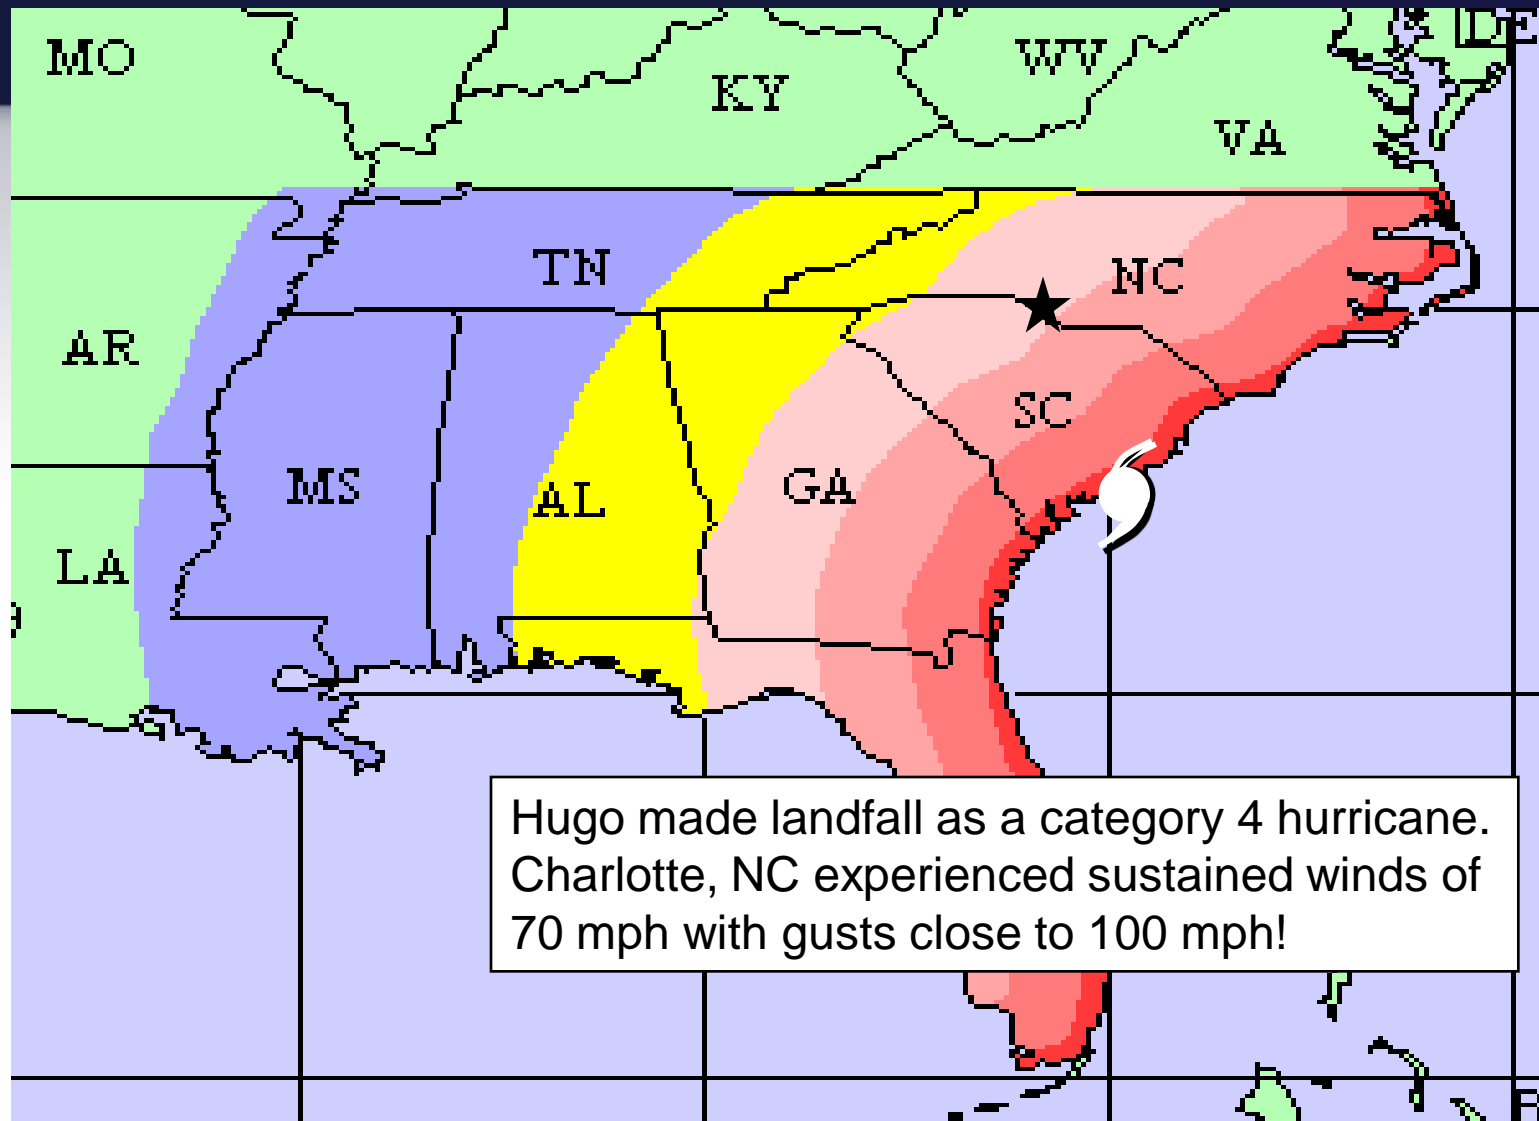 MO
WV
DE
KY
VA
TN
NC
AR
SC
MS
AL
GA
LA
Hugo made landfall as a category 4 hurricane.
Charlotte, NC experienced sustained winds of
70 mph with gusts close to 100 mph!